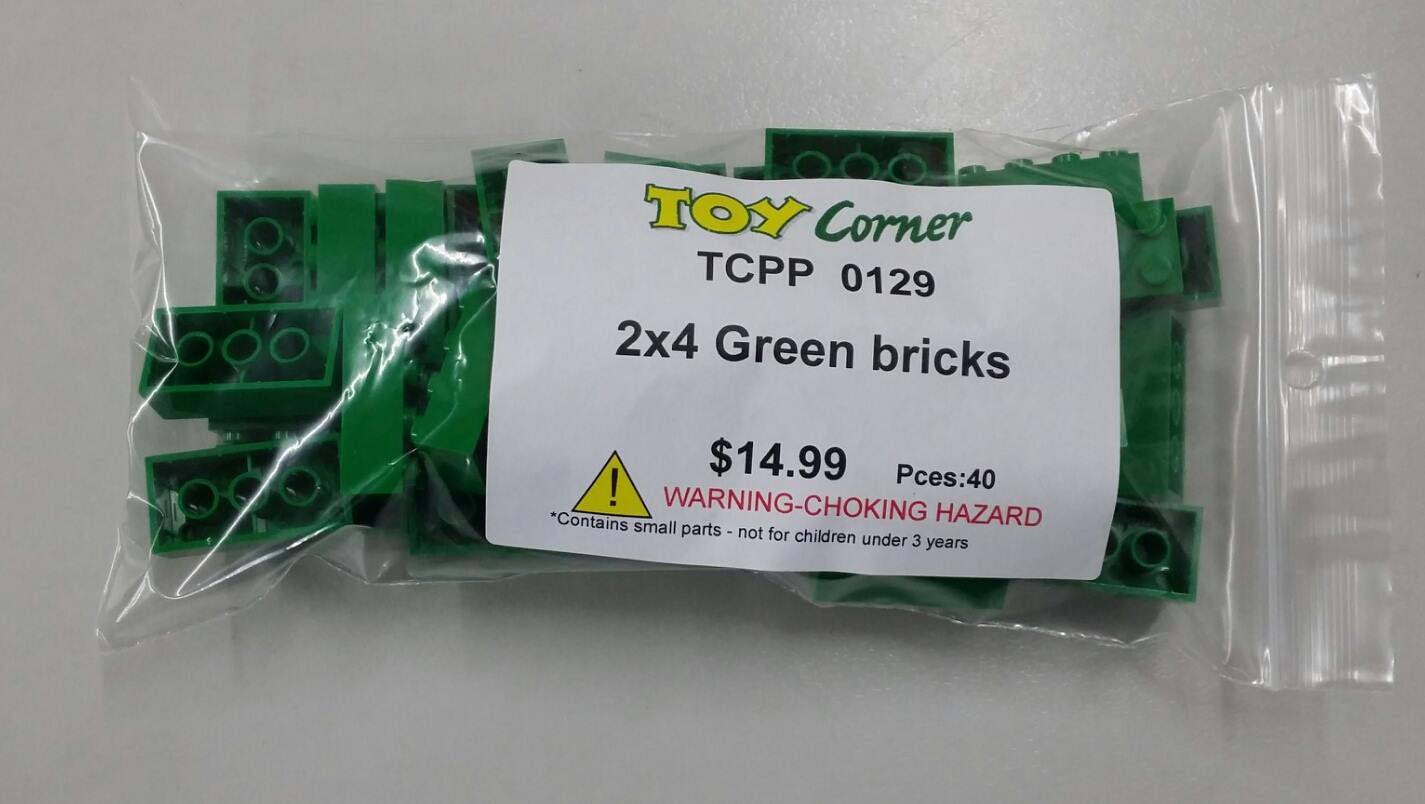 TOY Corner
TCPP 0129
2x4 Green bricks
$14.99 Pces:40
! WARNING-CHOKING HAZARD
*Contains small parts - not for children under 3 years